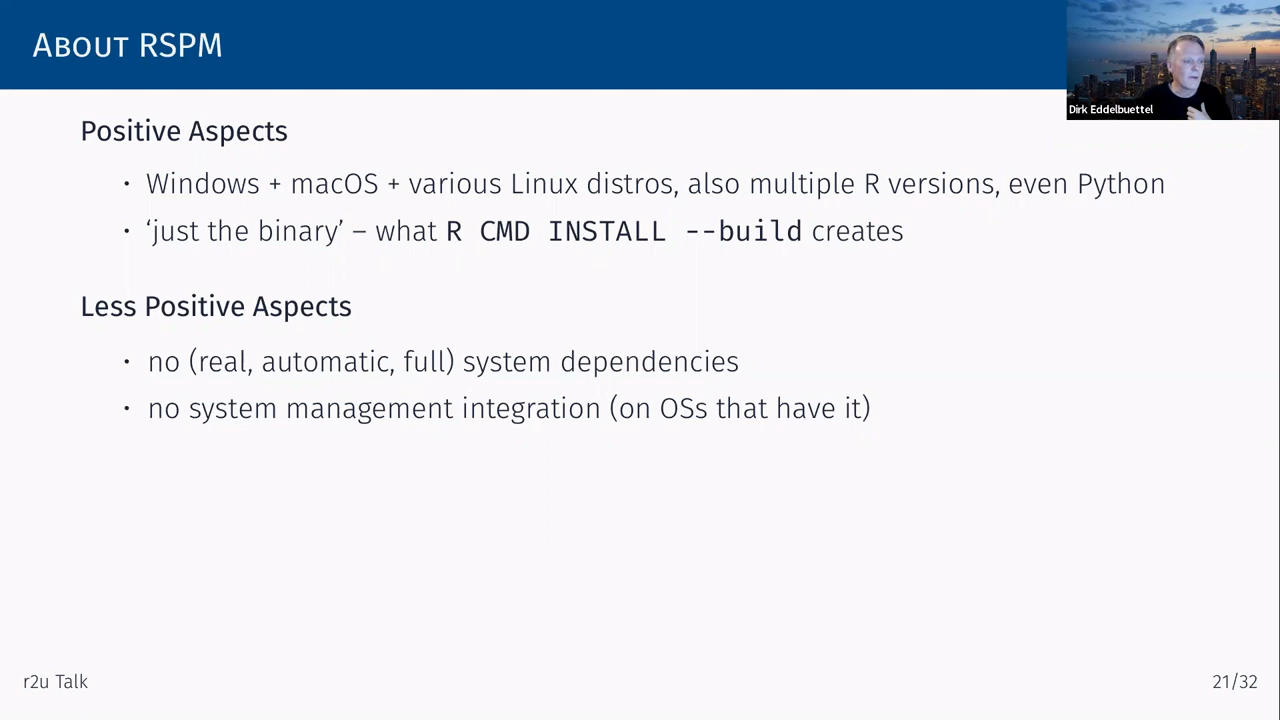 ABOUT RSPM
Dirk Eddelbuettel
Positive Aspects
• Windows + macOS + various Linux distros, also multiple R versions, even Python
• ‘just the binary’ – what R CMD INSTALL --build creates
Less Positive Aspects
• no (real, automatic, full) system dependencies
• no system management integration (on OSs that have it)
r2u Talk
21/32